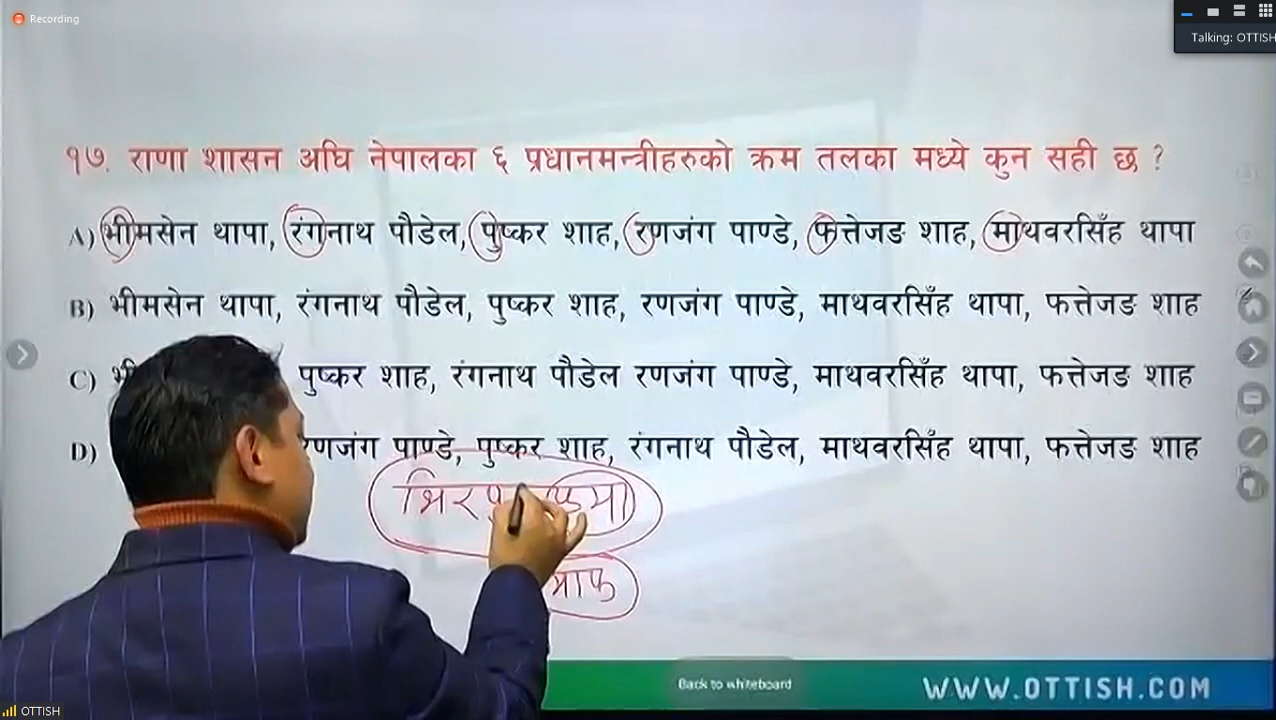 Recording
Talking: OTTISH
१७. राणा शासन अघि नेपालका ६ प्रधानमन्त्रीहरुको क्रम तलका मध्ये कुन सही छ ?
A) भीमसेन थापा, रंगनाथ पौडेल, पुष्कर शाह, रणजंग पाण्डे, फत्तेजङ शाह, माथवरसिँह थापा
B) भीमसेन थापा, रंगनाथ पौडेल, पुष्कर शाह, रणजंग पाण्डे, माथवरसिँह थापा, फत्तेजङ शाह
C) पुष्कर शाह, रंगनाथ पौडेल रणजंग पाण्डे, माथवरसिँह थापा, फत्तेजङ शाह
D) रणजंग पाण्डे, पुष्कर शाह, रंगनाथ पौडेल, माथवरसिँह थापा, फत्तेजङ शाह
Back to whiteboard
WWW.OTTISH.COM
OTTISH